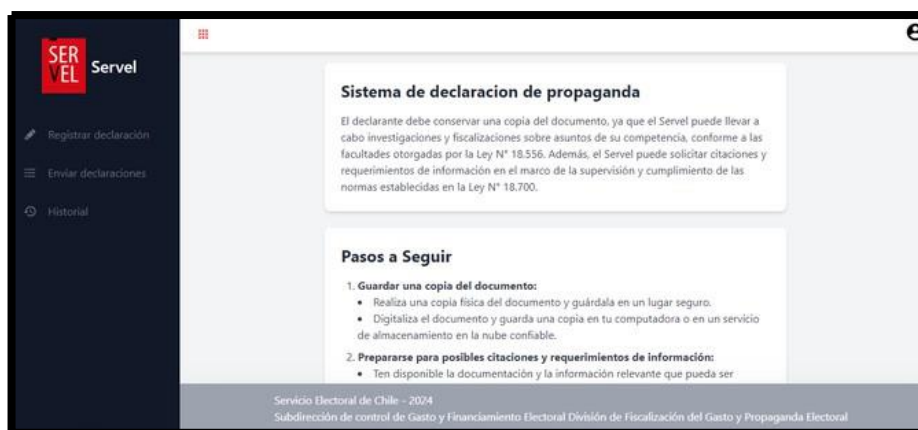 SER
VEL
Servel
Registrar declaración
Enviar declaraciones
Historial
Sistema de declaracion de propaganda
El declarante debe conservar una copia del documento, ya que el Servel puede llevar a
cabo investigaciones y fiscalizaciones sobre asuntos de su competencia, conforme a las
facultades otorgadas por la Ley N° 18.556. Además, el Servel puede solicitar citaciones y
requerimientos de información en el marco de la supervisión y cumplimiento de las
normas establecidas en la Ley N° 18.700.
Pasos a Seguir
1. Guardar una copia del documento:
• Realiza una copia física del documento y guárdala en un lugar seguro.
• Digitaliza el documento y guarda una copia en tu computadora o en un servicio
de almacenamiento en la nube confiable.
2. Prepararse para posibles citaciones y requerimientos de información:
• Ten disponible la documentación y la información relevante que pueda ser
Servicio Electoral de Chile - 2024
Subdirección de control de Gasto y Financiamiento Electoral División de Fiscalización del Gasto y Propaganda Electoral